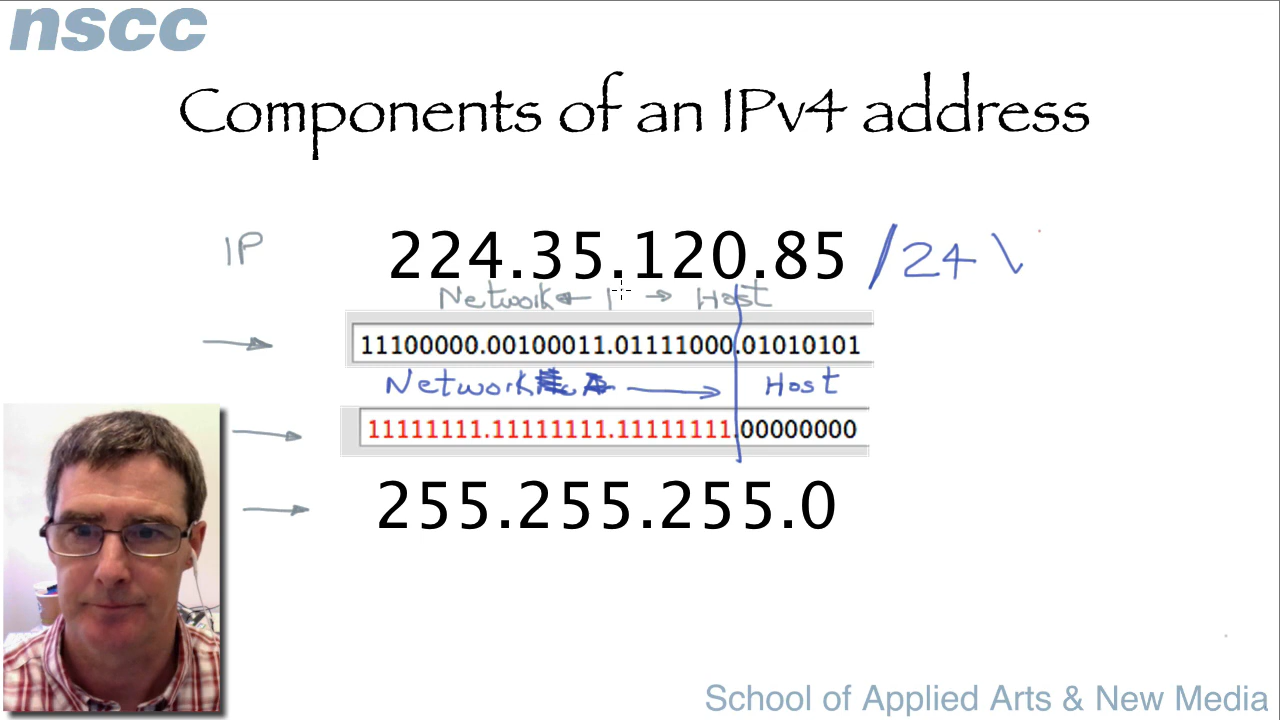 nscc
Components of an IPv4 address
IP 224.35.120.85 /24 \
Network ← | → Host
11100000.00100011.01111000.01010101
Network → Host
11111111.11111111.11111111.00000000
255.255.255.0
School of Applied Arts & New Media